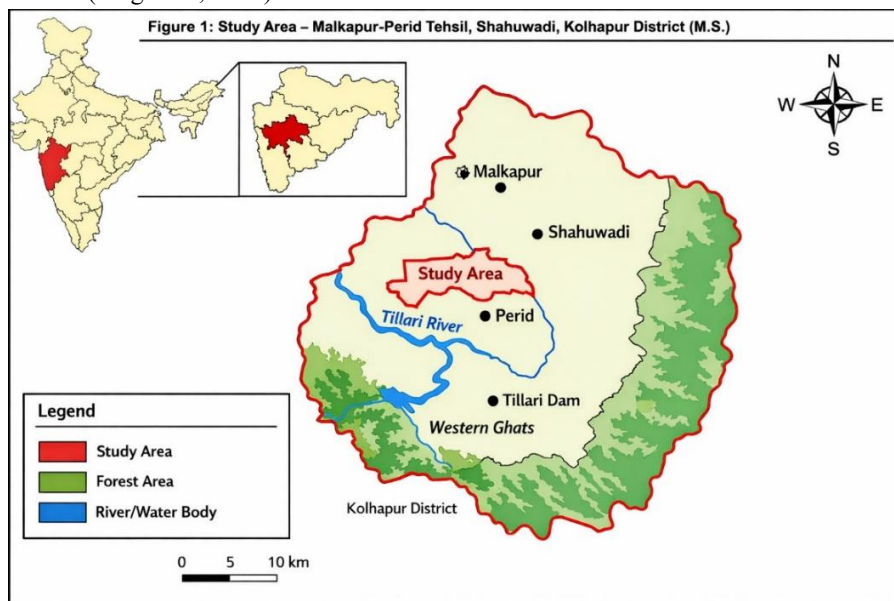 Figure 1: Study Area – Malkapur-Perid Tehsil, Shahuwadi, Kolhapur District (M.S.)
N
W E
S
Malkapur
Shahuwadi
Study Area
Perid
Tillari River
Tillari Dam
Western Ghats
Kolhapur District
Legend
Study Area
Forest Area
River/Water Body
0 5 10 km